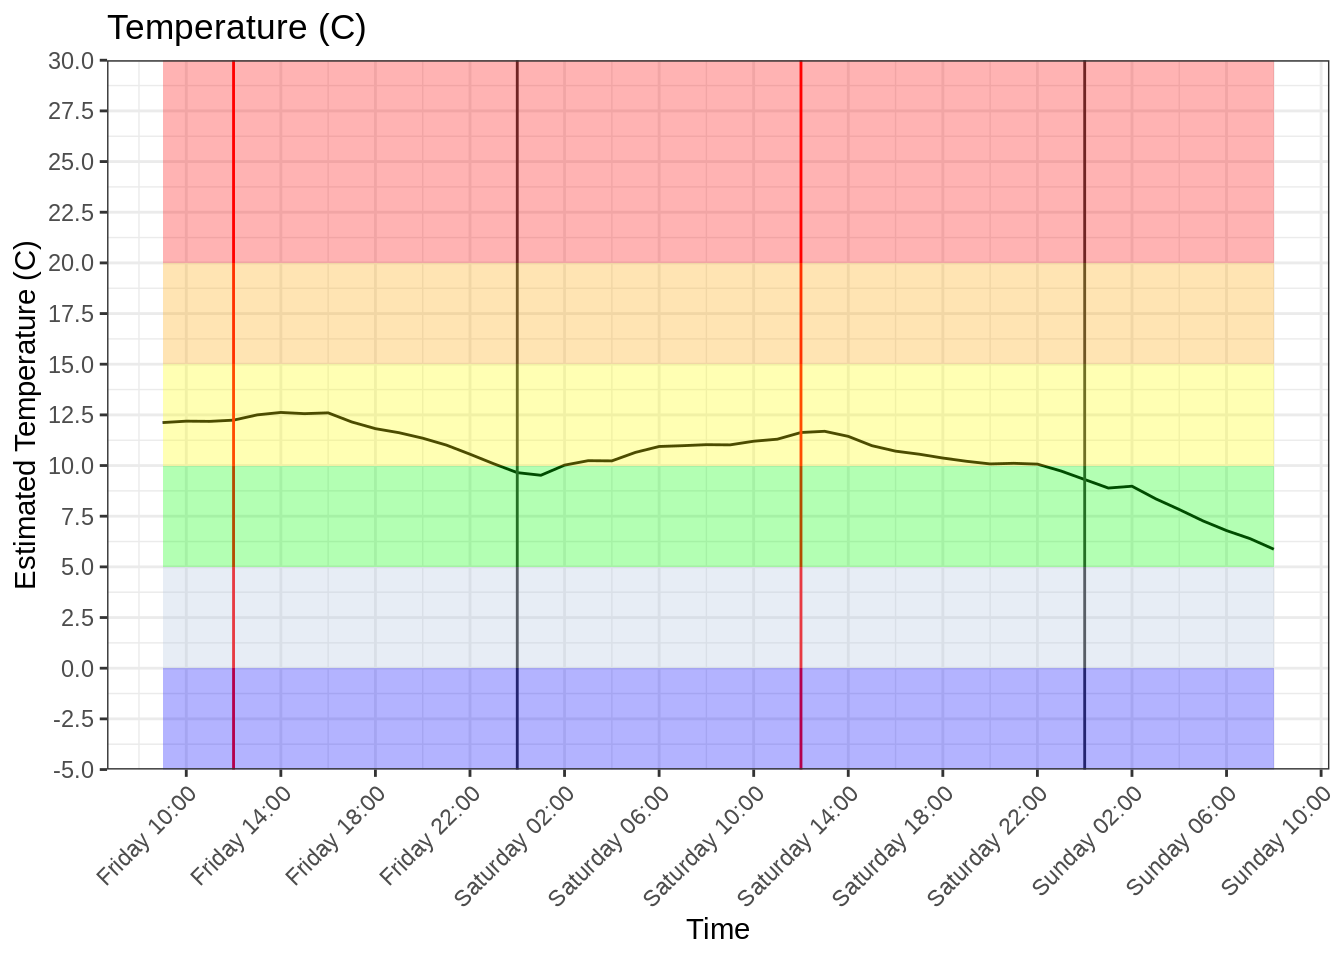 Temperature (C)
Estimated Temperature (C)
30.0
27.5
25.0
22.5
20.0
17.5
15.0
12.5
10.0
7.5
5.0
2.5
0.0
-2.5
-5.0
Friday 10:00
Friday 14:00
Friday 18:00
Friday 22:00
Saturday 02:00
Saturday 06:00
Saturday 10:00
Saturday 14:00
Saturday 18:00
Saturday 22:00
Sunday 02:00
Sunday 06:00
Sunday 10:00
Time